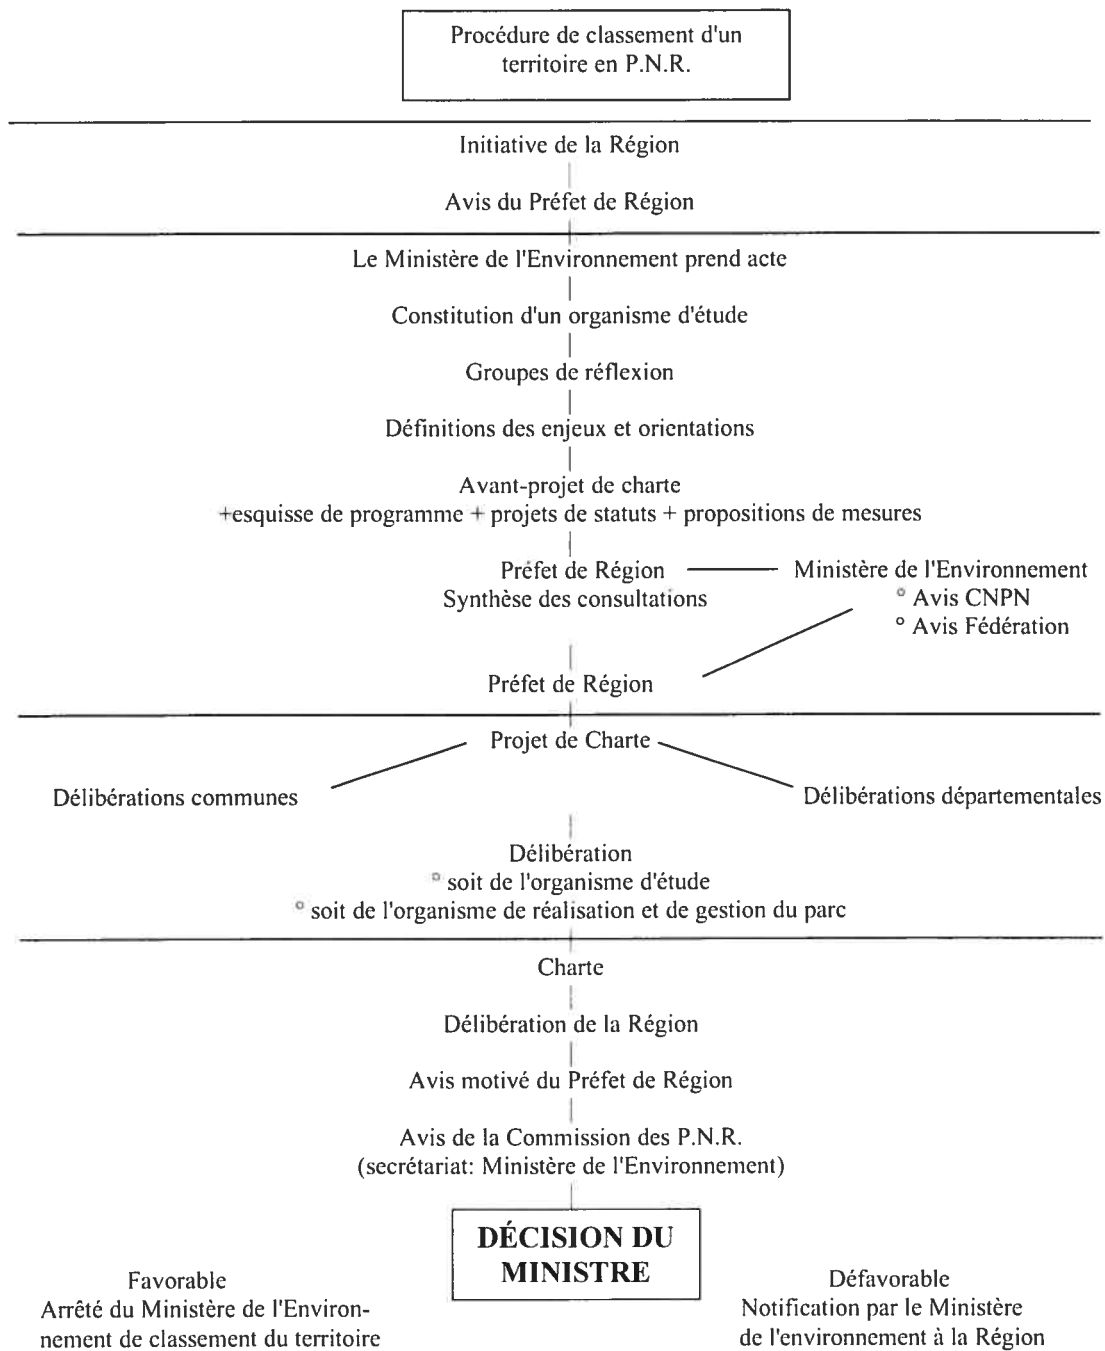 Procédure de classement d'un
territoire en P.N.R.
Initiative de la Région
Avis du Préfet de Région
Le Ministère de l'Environnement prend acte
Constitution d'un organisme d'étude
Groupes de réflexion
Définitions des enjeux et orientations
Avant-projet de charte
+esquisse de programme + projets de statuts + propositions de mesures
Préfet de Région
Synthèse des consultations
Ministère de l'Environnement
° Avis CNPN
° Avis Fédération
Préfet de Région
Projet de Charte
Délibérations communes
Délibérations départementales
Délibération
° soit de l'organisme d'étude
° soit de l'organisme de réalisation et de gestion du parc
Charte
Délibération de la Région
Avis motivé du Préfet de Région
Avis de la Commission des P.N.R.
(secrétariat: Ministère de l'Environnement)
DÉCISION DU
MINISTRE
Favorable
Arrêté du Ministère de l'Environ-
nement de classement du territoire
Défavorable
Notification par le Ministère
de l'environnement à la Région